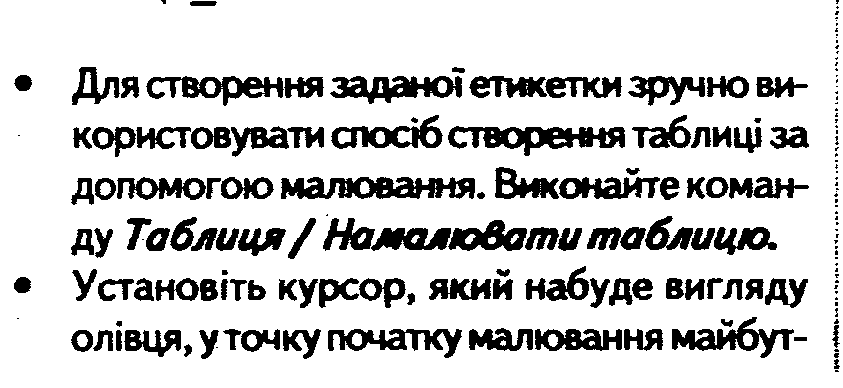 • Для створення заданої етикетки зручно ви-
користовувати спосіб створення таблиці за
допомогою малювання. Виконайте коман-
ду Таблиця / Намалювати таблицю.
• Установіть курсор, який набуде вигляду
олівця, у точку початку малювання майбут-